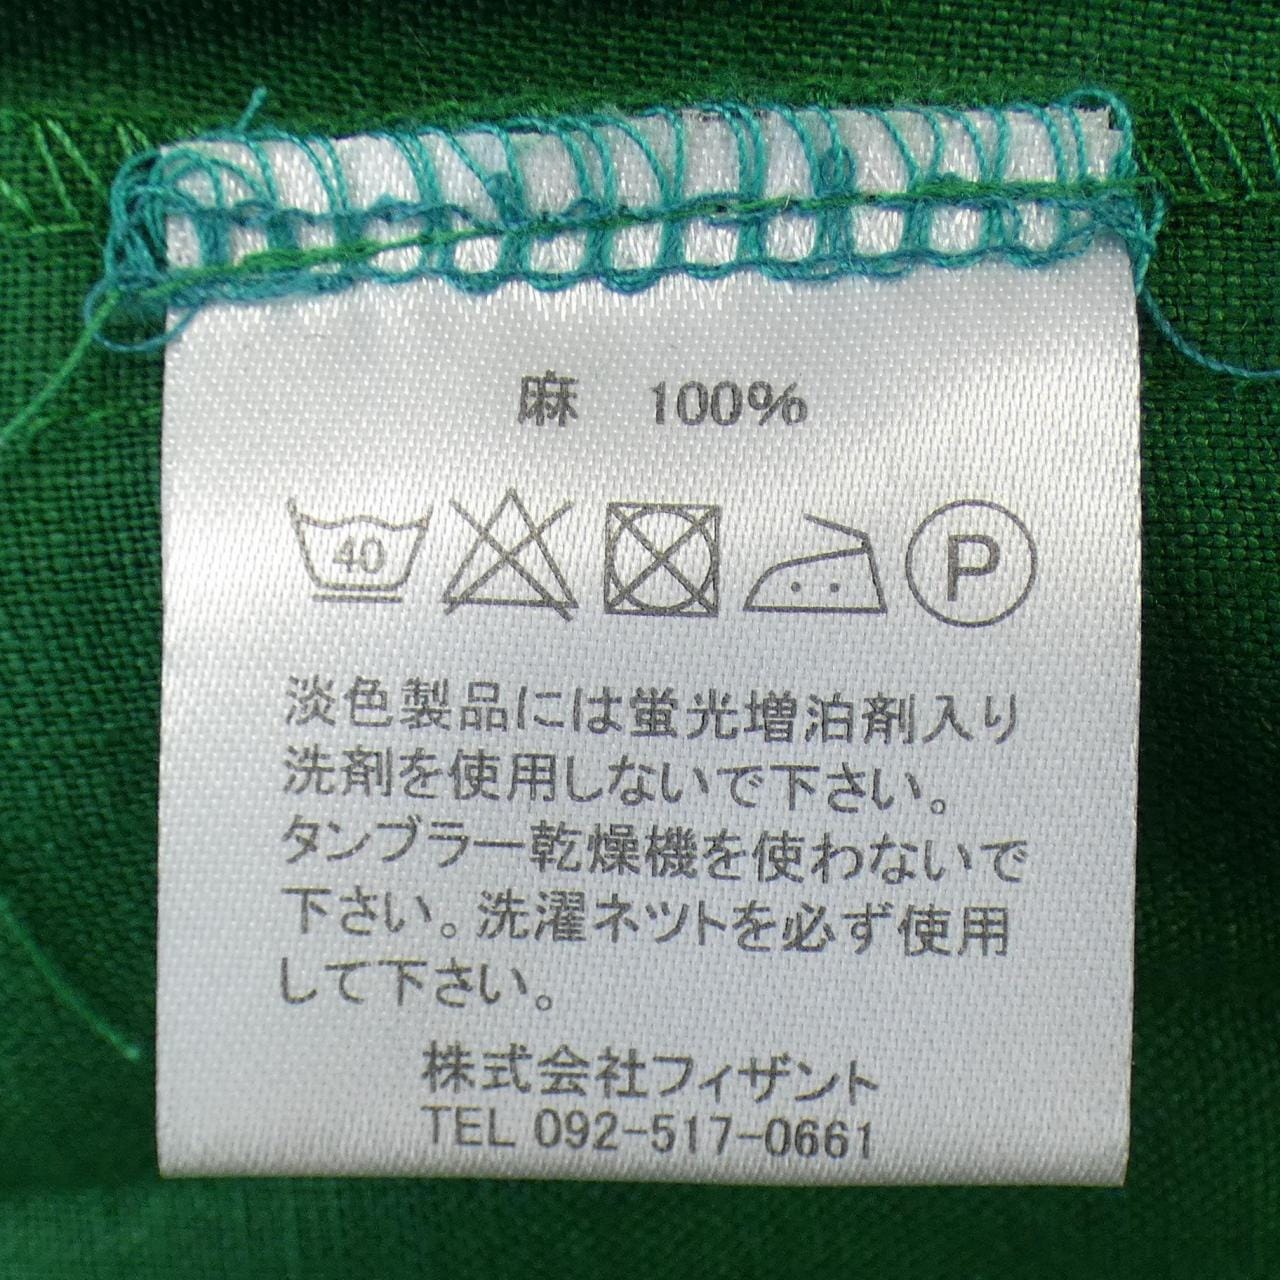 麻 100%
40 P
淡色製品には蛍光増泊剤入り
洗剤を使用しないで下さい。
タンブラー乾燥機を使わないで
下さい。洗濯ネツトを必ず使用
して下さい。
株式会社フィザント
TEL 092-517-0661